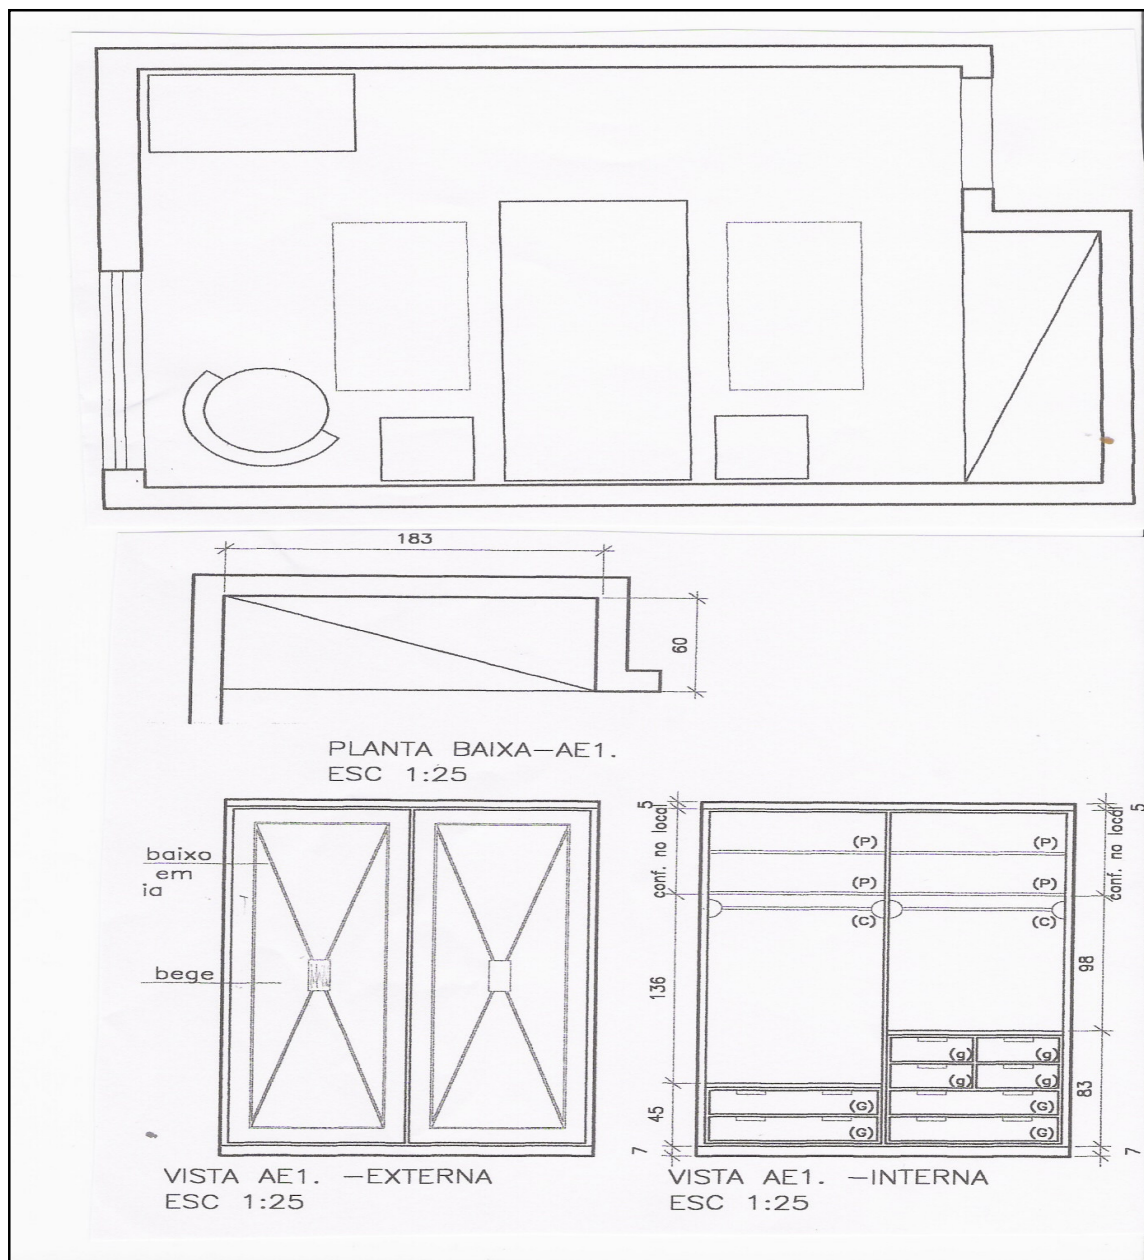 183
60
PLANTA BAIXA-AE1.
ESC 1:25
baixo
em
ia
bege
VISTA AE1. -EXTERNA
ESC 1:25
5
conf. no local
136
45
7
(P)
(P)
(P)
(P)
(C)
(C)
(g)
(g)
(g)
(g)
(G)
(G)
(G)
(G)
5
conf. no local
98
83
7
VISTA AE1. -INTERNA
ESC 1:25